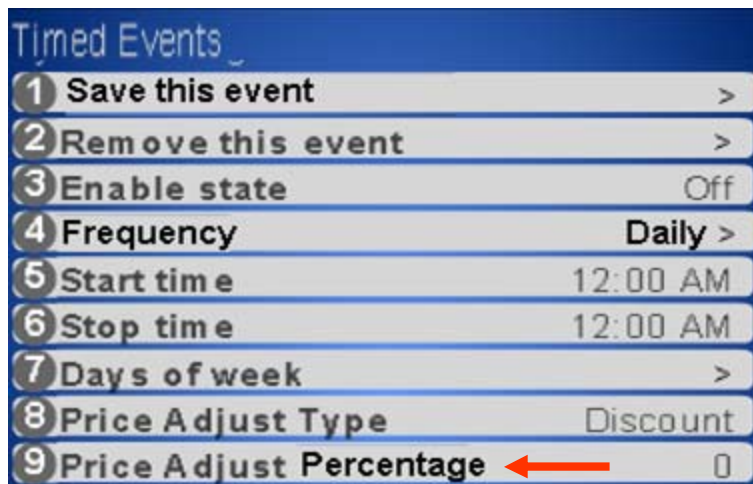 Timed Events
1 Save this event >
2 Remove this event >
3 Enable state Off
4 Frequency Daily >
5 Start time 12:00 AM
6 Stop time 12:00 AM
7 Days of week >
8 Price Adjust Type Discount
9 Price Adjust Percentage 0